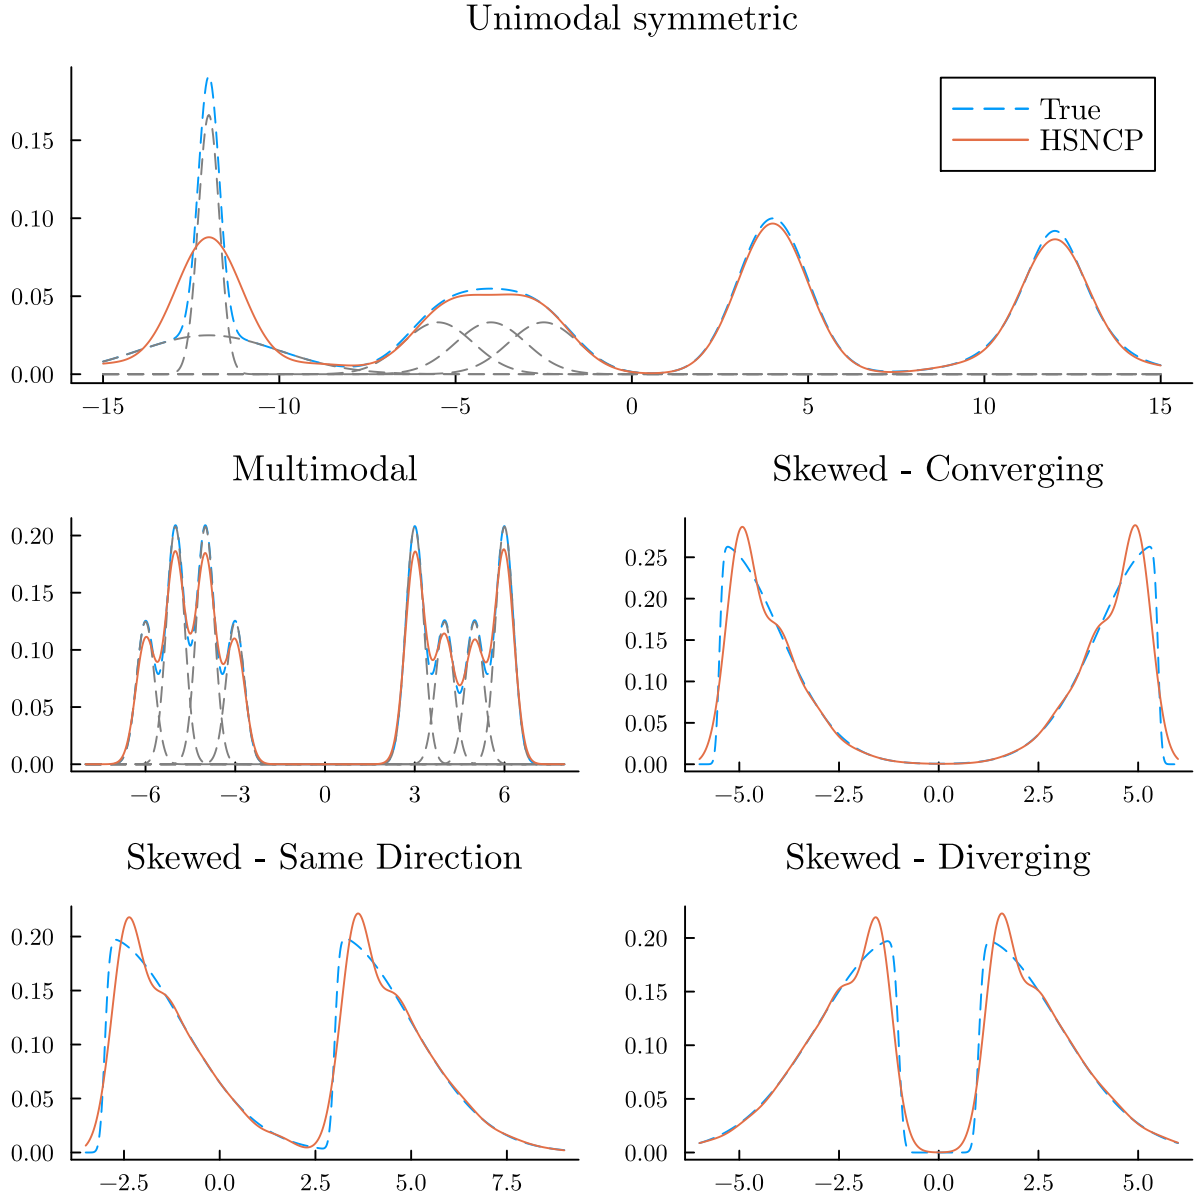 Unimodal symmetric
True
HSNCP
0.15
0.10
0.05
0.00
−15 −10 −5 0 5 10 15
Multimodal
0.20
0.15
0.10
0.05
0.00
−6 −3 0 3 6
Skewed - Converging
0.25
0.20
0.15
0.10
0.05
0.00
−5.0 −2.5 0.0 2.5 5.0
Skewed - Same Direction
0.20
0.15
0.10
0.05
0.00
−2.5 0.0 2.5 5.0 7.5
Skewed - Diverging
0.20
0.15
0.10
0.05
0.00
−5.0 −2.5 0.0 2.5 5.0